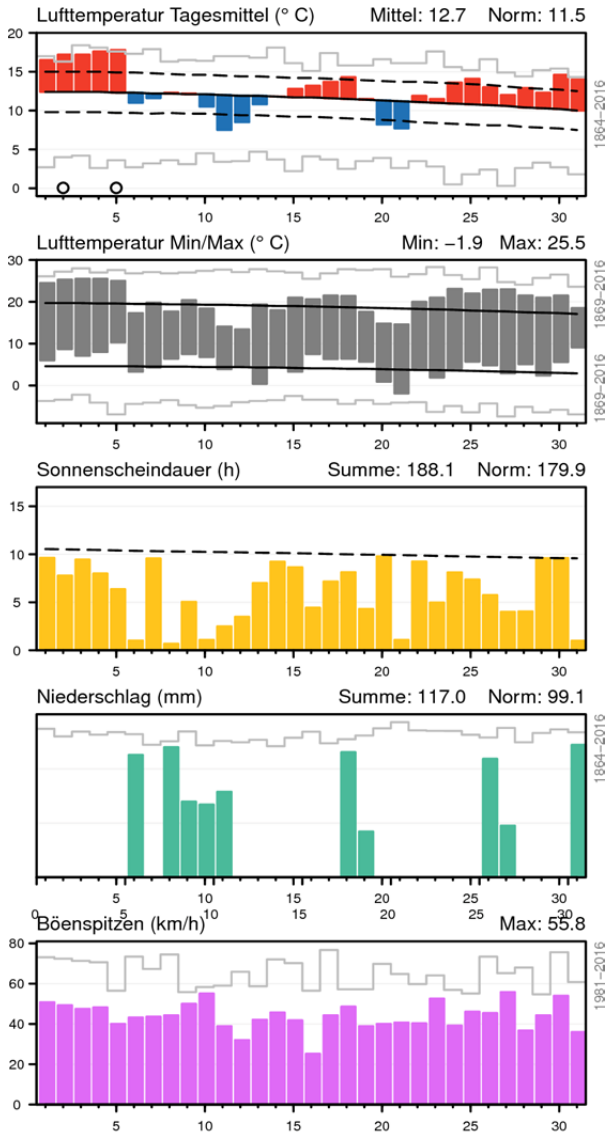 Lufttemperatur Tagesmittel (° C) Mittel: 12.7 Norm: 11.5
20
15
10
5
0
1864−2016
5 10 15 20 25 30
Lufttemperatur Min/Max (° C) Min: −1.9 Max: 25.5
30
20
10
0
1869−2016
1869−2016
5 10 15 20 25 30
Sonnenscheindauer (h) Summe: 188.1 Norm: 179.9
15
10
5
0
5 10 15 20 25 30
Niederschlag (mm) Summe: 117.0 Norm: 99.1
1864−2016
5 10 15 20 25 30
0 5 10 15 20 25 30
Böenspitzen (km/h) Max: 55.8
80
60
40
20
0
1981−2016
5 10 15 20 25 30